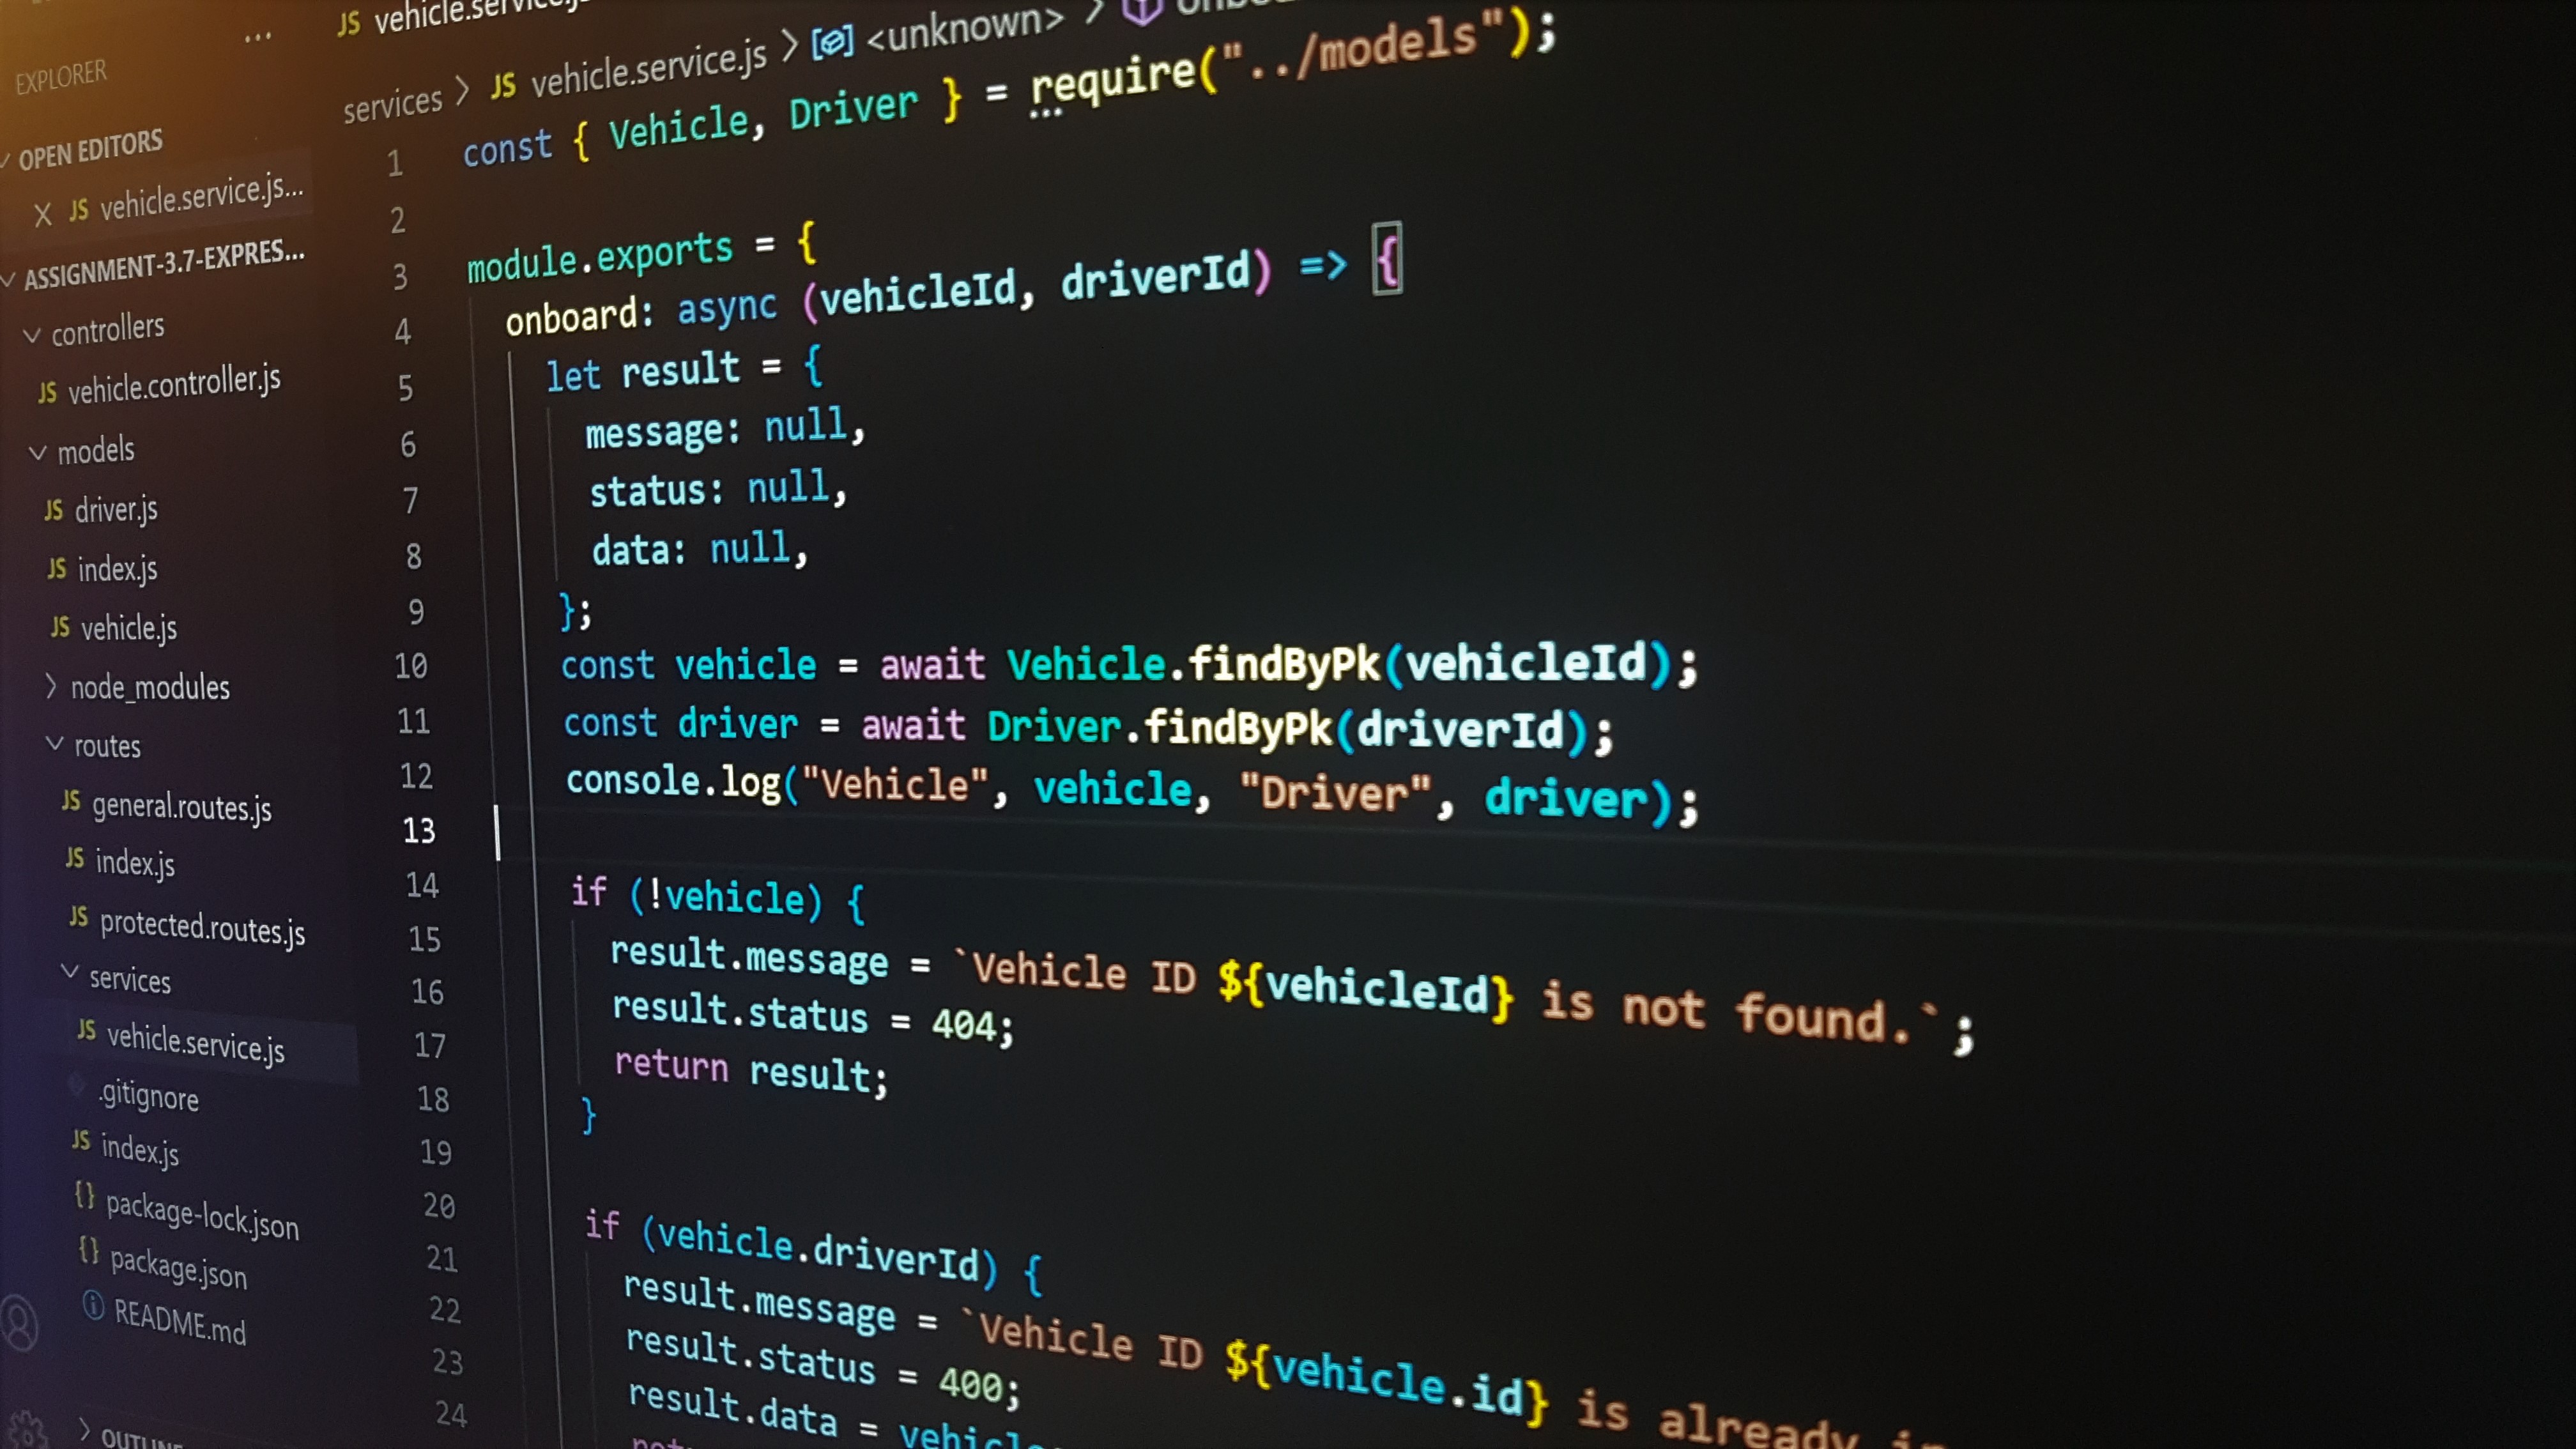 EXPLORER
...
OPEN EDITORS
X JS vehicle.service.js...
ASSIGNMENT-3.7-EXPRES...
controllers
JS vehicle.controller.js
models
JS driver.js
JS index.js
JS vehicle.js
node_modules
routes
JS general.routes.js
JS index.js
JS protected.routes.js
services
JS vehicle.service.js
.gitignore
JS index.js
{} package-lock.json
{} package.json
README.md
JS vehicle.service.js
services > JS vehicle.service.js > <unknown> >
1 const { Vehicle, Driver } = require("../models");
2
3 module.exports = {
4 onboard: async (vehicleId, driverId) => {
5 let result = {
6 message: null,
7 status: null,
8 data: null,
9 };
10 const vehicle = await Vehicle.findByPk(vehicleId);
11 const driver = await Driver.findByPk(driverId);
12 console.log("Vehicle", vehicle, "Driver", driver);
13
14 if (!vehicle) {
15 result.message = `Vehicle ID ${vehicleId} is not found.`;
16 result.status = 404;
17 return result;
18 }
19
20 if (vehicle.driverId) {
21 result.message = `Vehicle ID ${vehicle.id} is already
22 result.status = 400;
23 result.data =
24